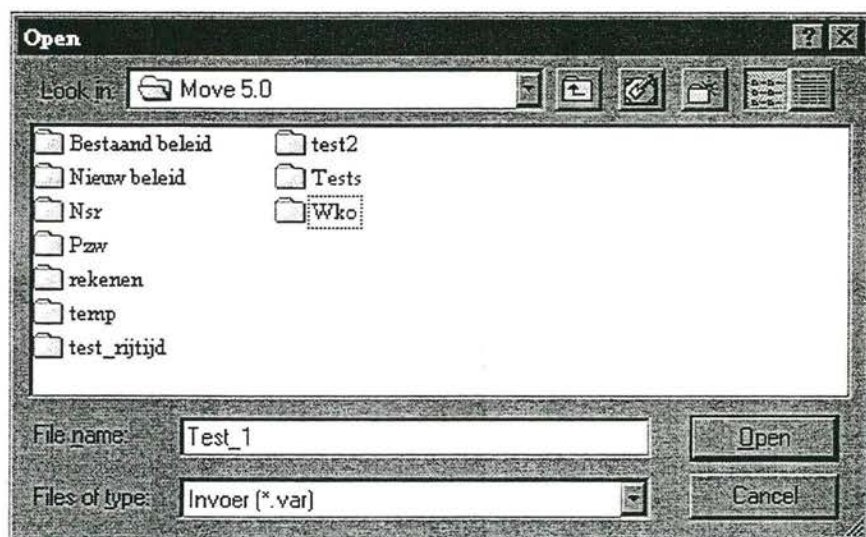 Open
Look in: Move 5.0
Bestaand beleid
Nieuw beleid
Nsr
Pzw
rekenen
temp
test_rijtijd
test2
Tests
Wko
File name: Test_1 Open
Files of type: Invoer (*.var) Cancel